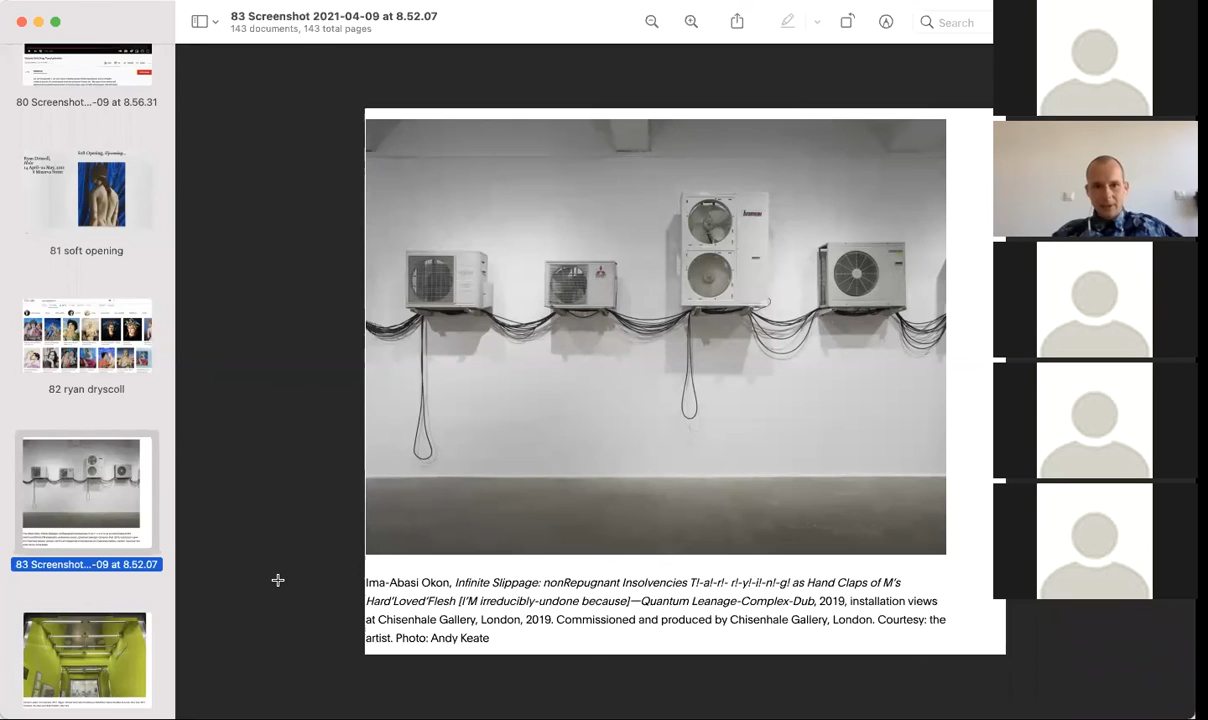 83 Screenshot 2021-04-09 at 8.52.07
143 documents, 143 total pages
Search
80 Screenshot...-09 at 8.56.31
Soft Opening, Opening...
81 soft opening
82 ryan dryscoll
83 Screenshot...-09 at 8.52.07
Ima-Abasi Okon, Infinite Slippage: nonRepugnant Insolvencies T!-a!-r!- r!-y!-i!-n!-g! as Hand Claps of M's
Hard'Loved'Flesh [I'M irreducibly-undone because]—Quantum Leanage-Complex-Dub, 2019, installation views
at Chisenhale Gallery, London, 2019. Commissioned and produced by Chisenhale Gallery, London. Courtesy: the
artist. Photo: Andy Keate